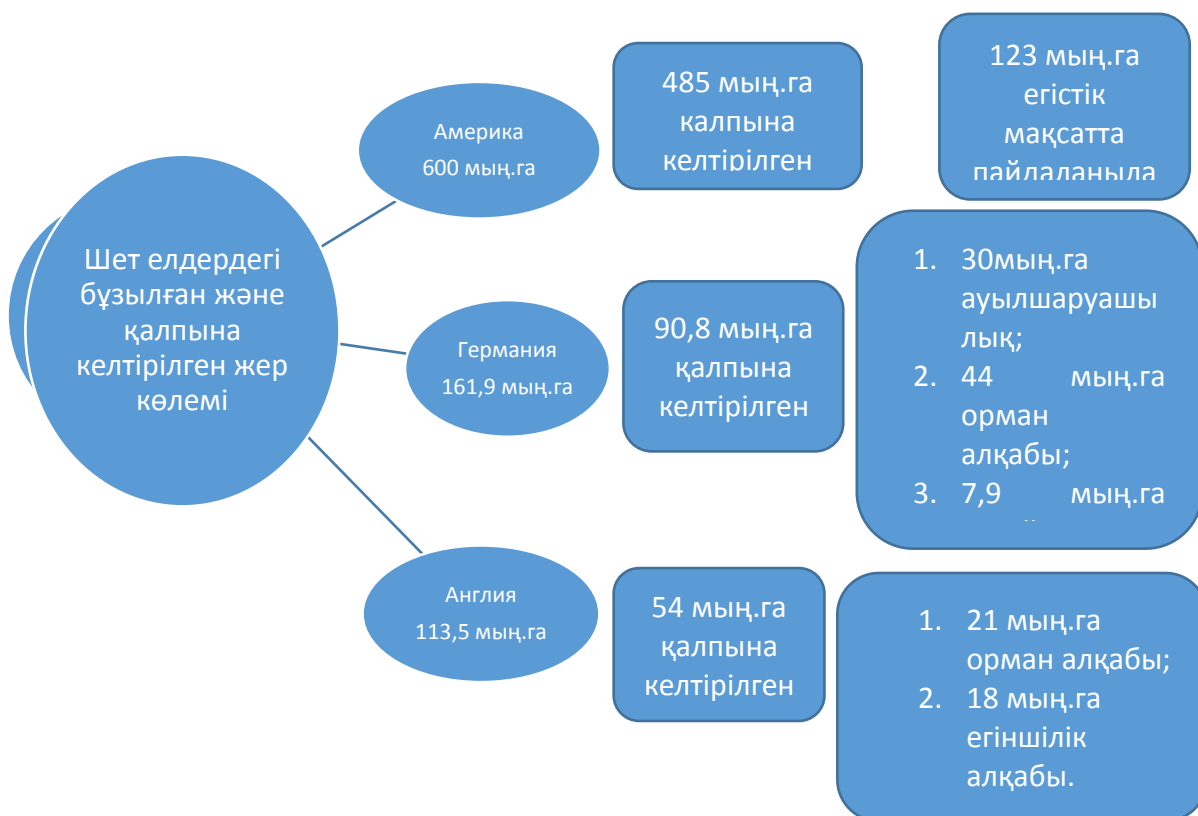 Шет елдердегі
бұзылған және
қалпына
келтірілген жер
көлемі
Америка
600 мың.га
485 мың.га
калпына
келтірілген
123 мың.га
егістік
мақсатта
пайдаланыла
Германия
161,9 мың.га
90,8 мың.га
қалпына
келтірілген
1. 30мың.га
ауылшаруашы
лық;
2. 44 мың.га
орман
алқабы;
3. 7,9 мың.га
Англия
113,5 мың.га
54 мың.га
қалпына
келтірілген
1. 21 мың.га
орман алқабы;
2. 18 мың.га
егіншілік
алқабы.